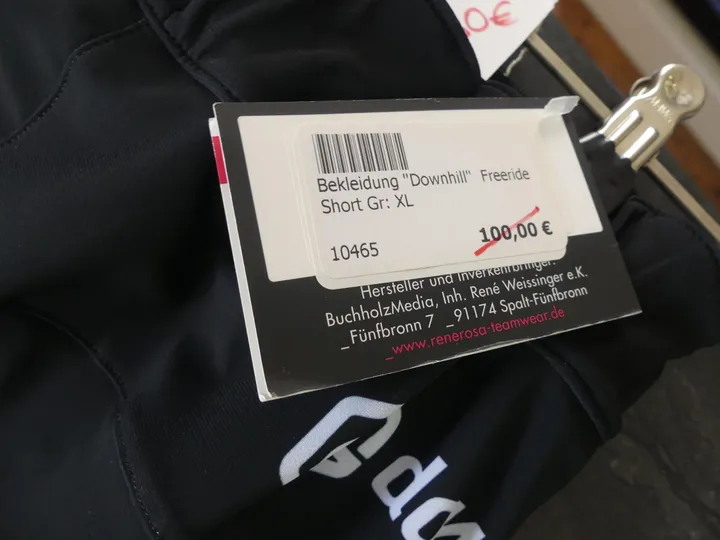 0€
Bekleidung "Downhill" Freeride
Short Gr: XL
10465
100,00 €
Hersteller und Inverkehrbringer:
BuchholzMedia, Inh. René Weissinger e.K.
_Fünfbronn 7 _91174 Spalt-Fünfbronn
_www.renerosa-teamwear.de